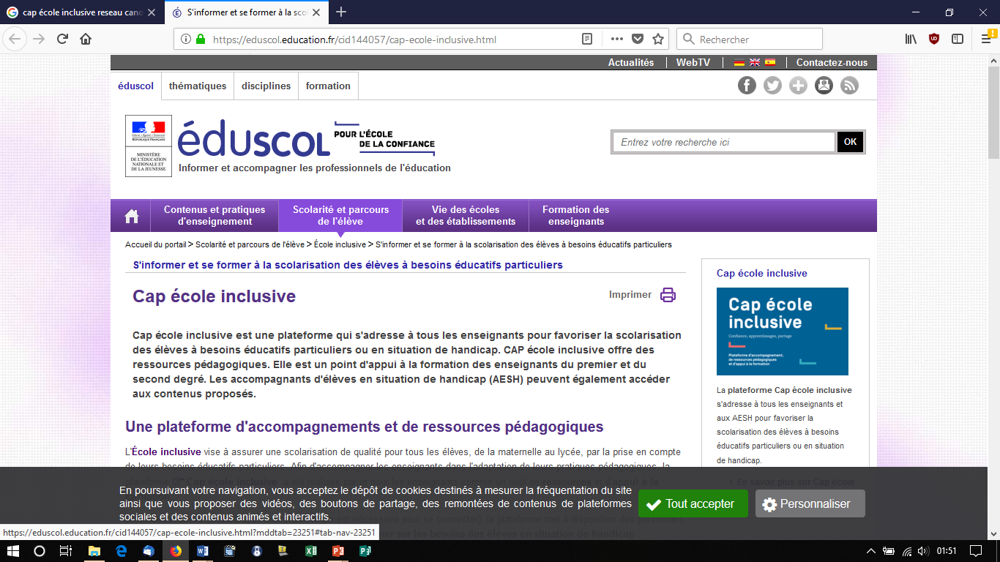 cap école inclusive reseau cano
S'informer et se former à la scol
https://eduscol.education.fr/cid144057/cap-ecole-inclusive.html
Rechercher
Actualités
WebTV
Contactez-nous
éduscol
thématiques
disciplines
formation
Liberté • Égalité • Fraternité
RÉPUBLIQUE FRANÇAISE
MINISTÈRE
DE L'ÉDUCATION
NATIONALE ET
DE LA JEUNESSE
éduscol
POUR L'ÉCOLE
DE LA CONFIANCE
Informer et accompagner les professionnels de l'éducation
Entrez votre recherche ici
OK
Contenus et pratiques
d'enseignement
Scolarité et parcours
de l'élève
Vie des écoles
et des établissements
Formation des
enseignants
Accueil du portail > Scolarité et parcours de l'élève > École inclusive > S'informer et se former à la scolarisation des élèves à besoins éducatifs particuliers
S'informer et se former à la scolarisation des élèves à besoins éducatifs particuliers
Cap école inclusive
Imprimer
Cap école inclusive est une plateforme qui s'adresse à tous les enseignants pour favoriser la scolarisation
des élèves à besoins éducatifs particuliers ou en situation de handicap. CAP école inclusive offre des
ressources pédagogiques. Elle est un point d'appui à la formation des enseignants du premier et du
second degré. Les accompagnants d'élèves en situation de handicap (AESH) peuvent également accéder
aux contenus proposés.
Une plateforme d'accompagnements et de ressources pédagogiques
L'École inclusive vise à assurer une scolarisation de qualité pour tous les élèves, de la maternelle au lycée, par la prise en compte
de leurs besoins éducatifs particuliers. Afin d'accompagner les enseignants dans l'adaptation de leurs pratiques pédagogiques, la
Cap école inclusive
Cap école
inclusive
Confiance, apprentissages, partage
Plateforme d'accompagnement,
de ressources pédagogiques
et d'appui à la formation
La plateforme Cap école inclusive
s'adresse à tous les enseignants et
aux AESH pour favoriser la
scolarisation des élèves à besoins
éducatifs particuliers ou en situation
de handicap.
En savoir plus sur Cap école
En poursuivant votre navigation, vous acceptez le dépôt de cookies destinés à mesurer la fréquentation du site
ainsi que vous proposer des vidéos, des boutons de partage, des remontées de contenus de plateformes
sociales et des contenus animés et interactifs.
Tout accepter
Personnaliser
https://eduscol.education.fr/cid144057/cap-ecole-inclusive.html?mddtab=23251#tab-nav-23251
01:51